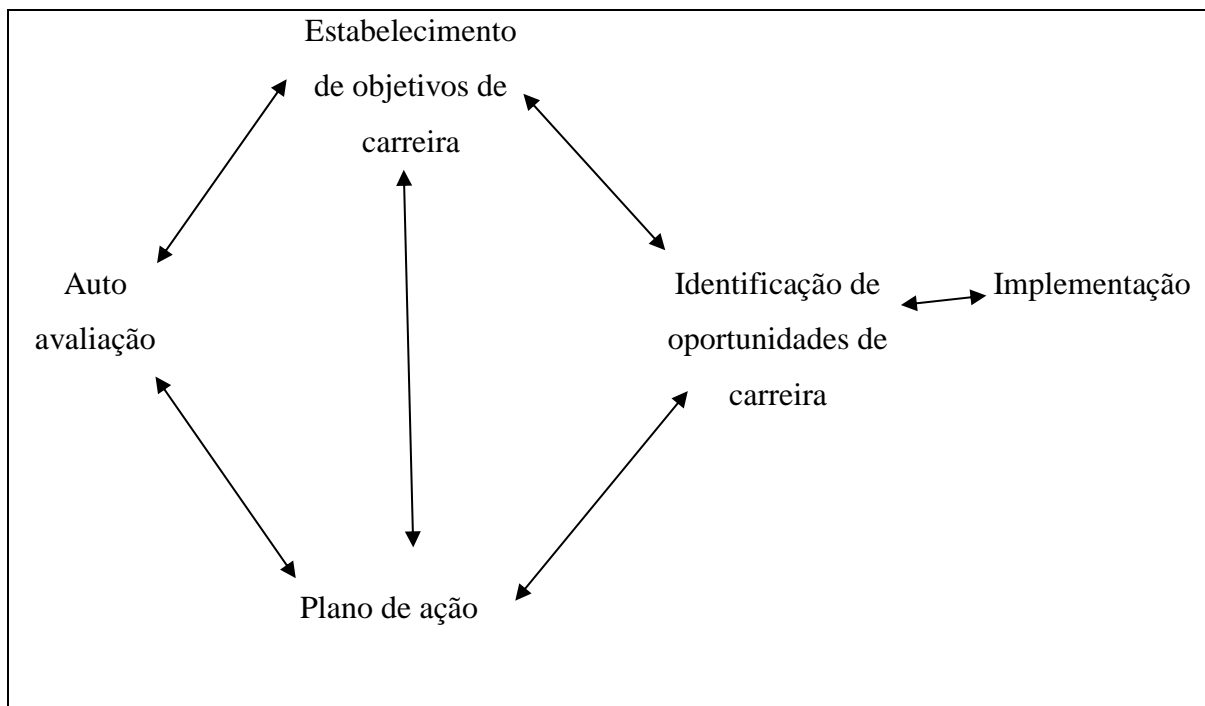 Estabelecimento
de objetivos de
carreira
Auto
avaliação
Identificação de
oportunidades de
carreira
Implementação
Plano de ação